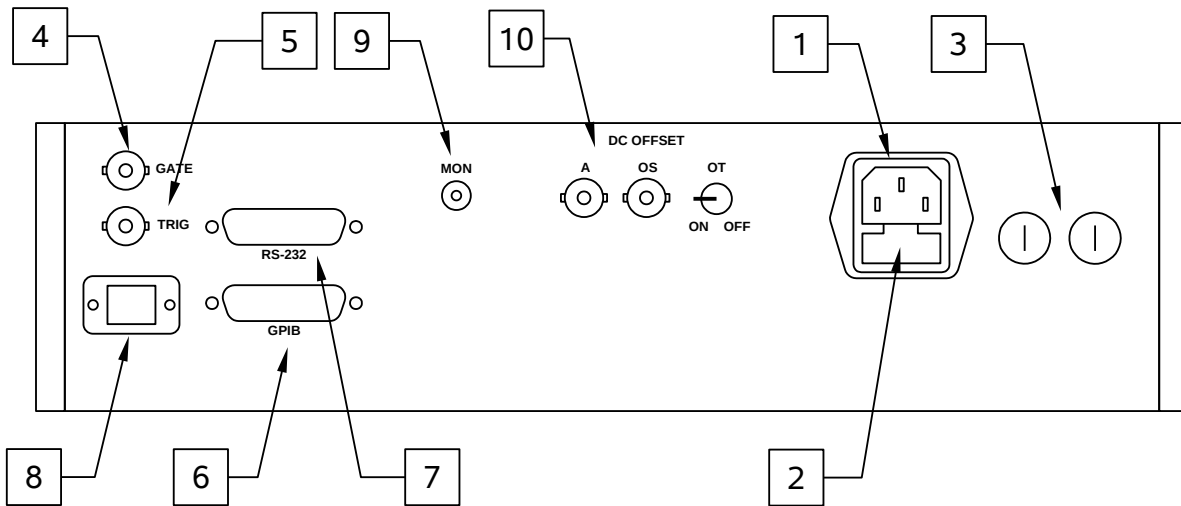 4
5
9
10
1
3
DC OFFSET
GATE
MON
A
OS
OT
TRIG
ON
OFF
RS-232
GPIB
8
6
7
2